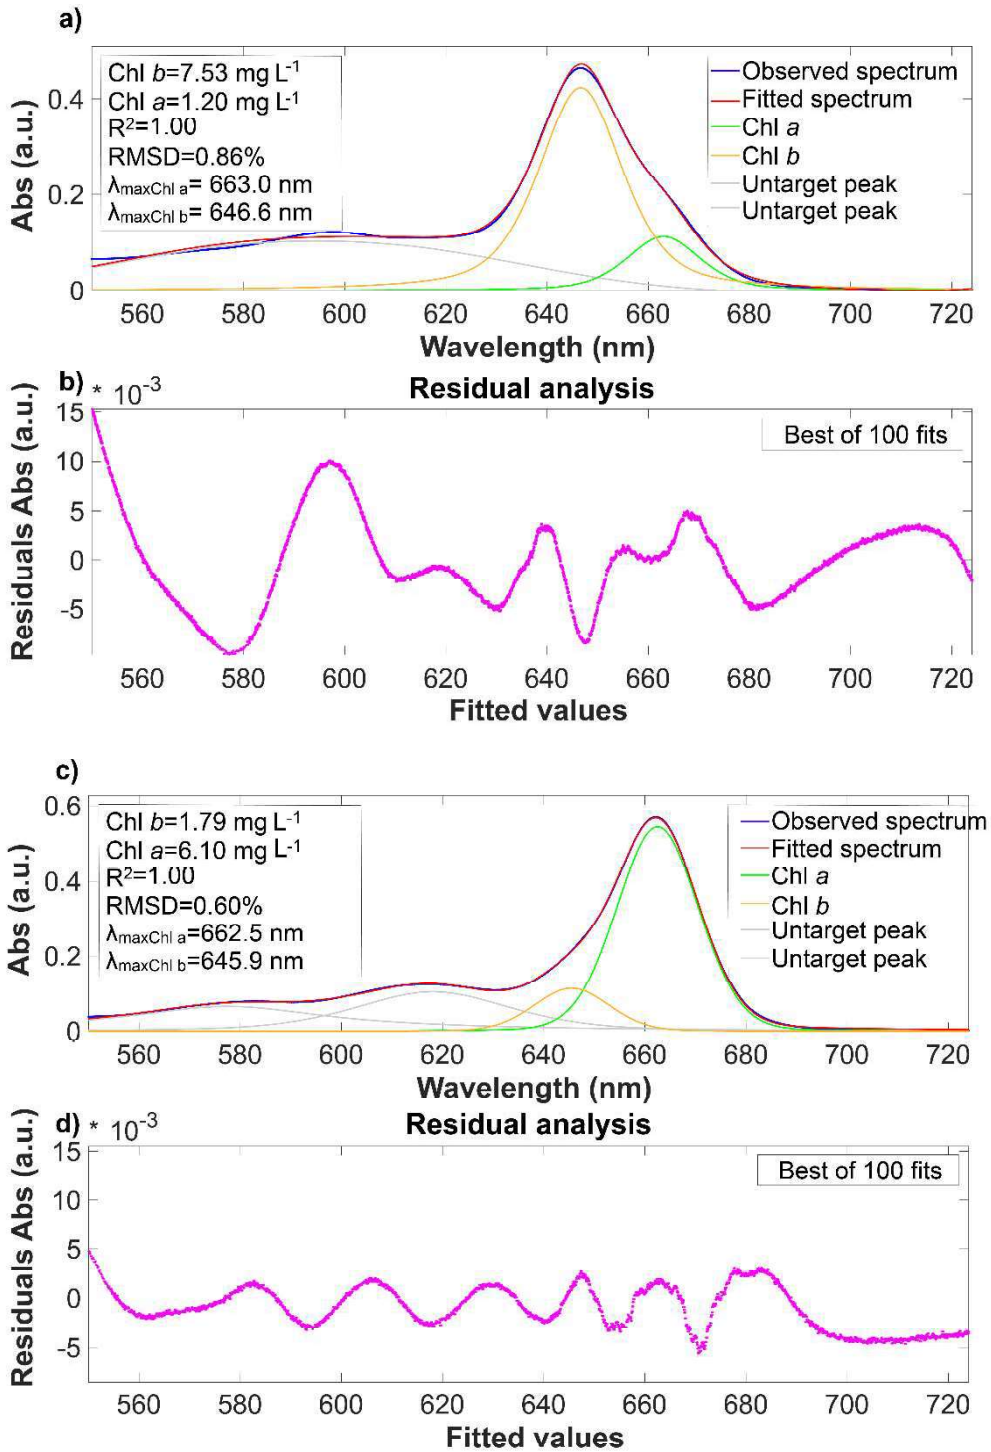 a)
Chl b=7.53 mg L-1
Chl a=1.20 mg L-1
R2=1.00
RMSD=0.86%
λmaxChl a= 663.0 nm
λmaxChl b= 646.6 nm
Observed spectrum
Fitted spectrum
Chl a
Chl b
Untarget peak
Untarget peak
Abs (a.u.)
0.4
0.2
0
560 580 600 620 640 660 680 700 720
Wavelength (nm)
b) * 10-3
Residual analysis
Best of 100 fits
Residuals Abs (a.u.)
15
10
5
0
-5
560 580 600 620 640 660 680 700 720
Fitted values
c)
Chl b=1.79 mg L-1
Chl a=6.10 mg L-1
R2=1.00
RMSD=0.60%
λmaxChl a=662.5 nm
λmaxChl b=645.9 nm
Observed spectrum
Fitted spectrum
Chl a
Chl b
Untarget peak
Untarget peak
Abs (a.u.)
0.6
0.4
0.2
0
560 580 600 620 640 660 680 700 720
Wavelength (nm)
d) * 10-3
Residual analysis
Best of 100 fits
Residuals Abs (a.u.)
15
10
5
0
-5
560 580 600 620 640 660 680 700 720
Fitted values